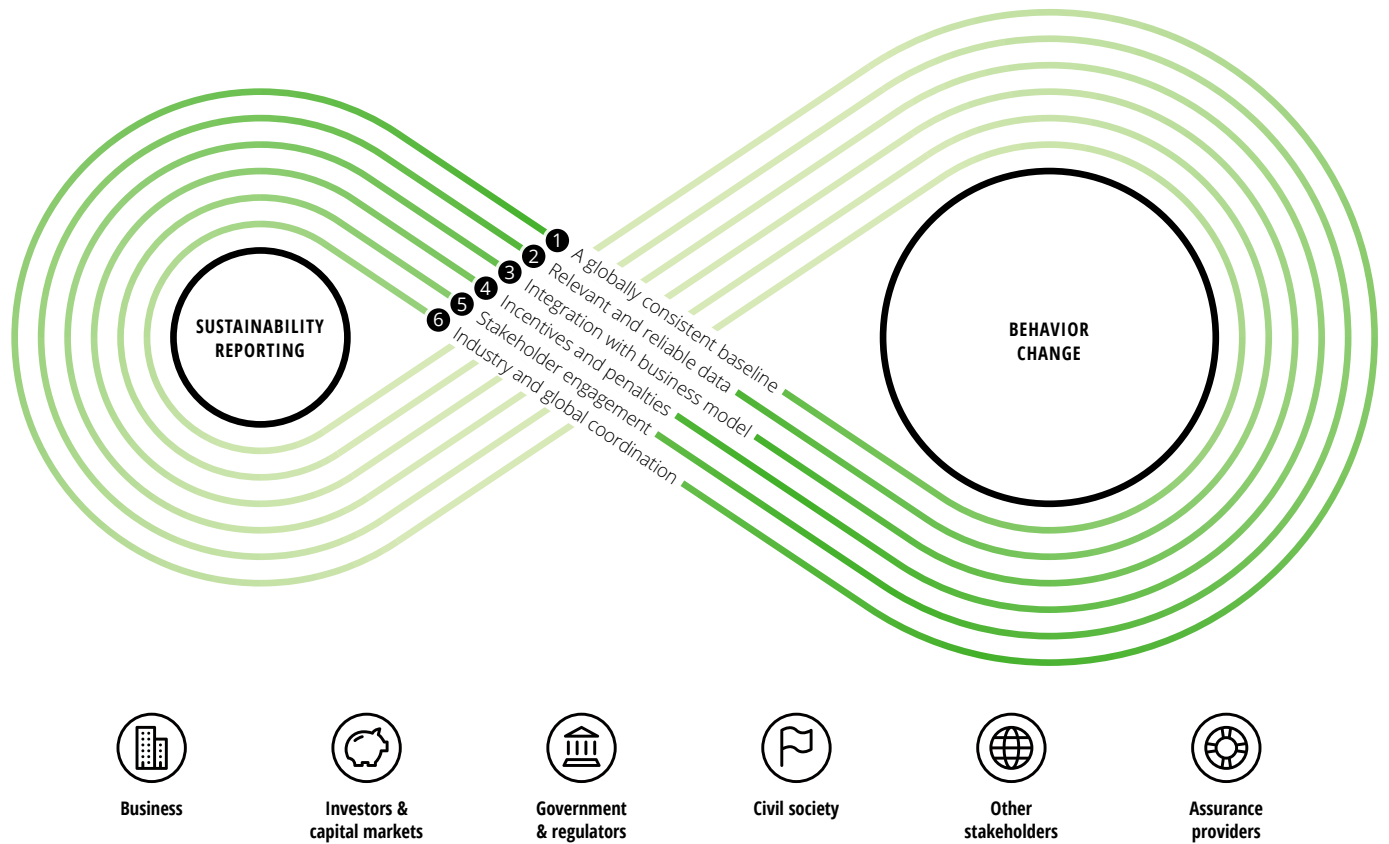 SUSTAINABILITY
REPORTING
1 A globally consistent baseline
2 Relevant and reliable data
3 Integration with business model
4 Incentives and penalties
5 Stakeholder engagement
6 Industry and global coordination
BEHAVIOR
CHANGE
Business
Investors &
capital markets
Government
& regulators
Civil society
Other
stakeholders
Assurance
providers